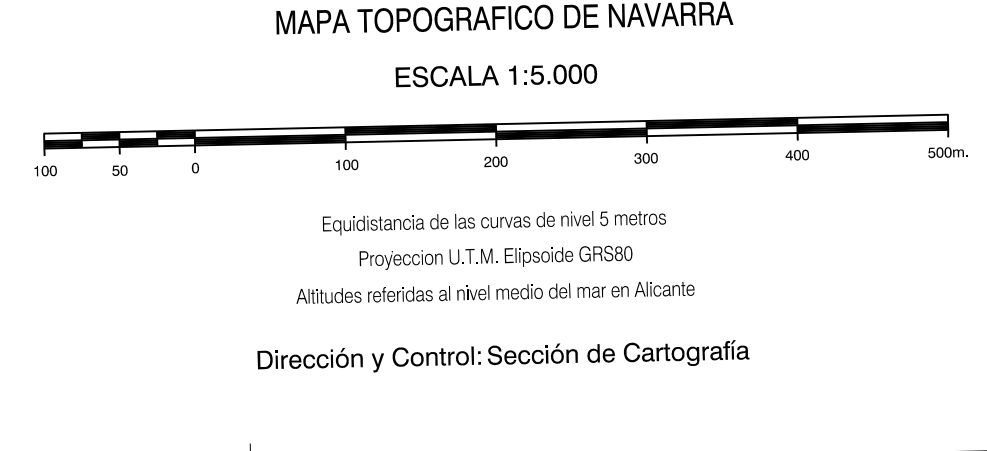 MAPA TOPOGRAFICO DE NAVARRA
ESCALA 1:5.000
100 50 0 100 200 300 400 500m.
Equidistancia de las curvas de nivel 5 metros
Proyeccion U.T.M. Elipsoide GRS80
Altitudes referidas al nivel medio del mar en Alicante
Dirección y Control: Sección de Cartografía